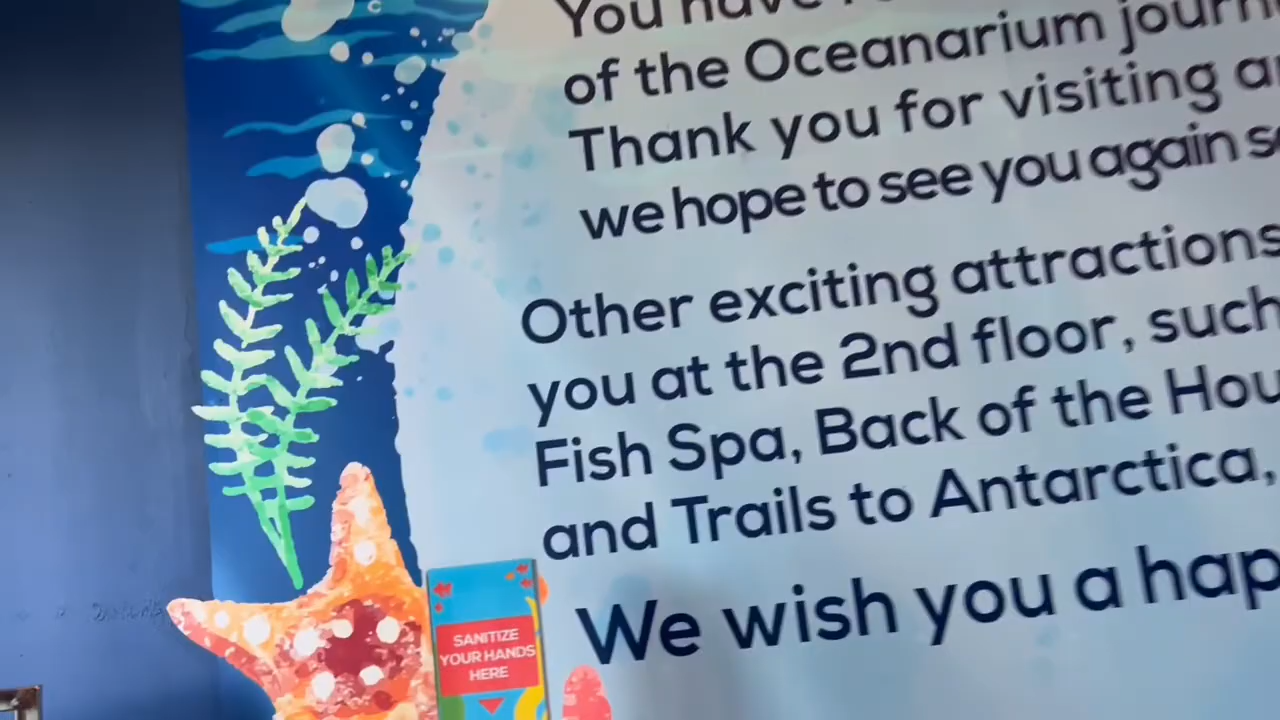 You have
of the Oceanarium journ
Thank you for visiting a
we hope to see you again s
Other exciting attractions
you at the 2nd floor, such
Fish Spa, Back of the Hou
and Trails to Antarctica,
We wish you a hap
SANITIZE
YOUR HANDS
HERE